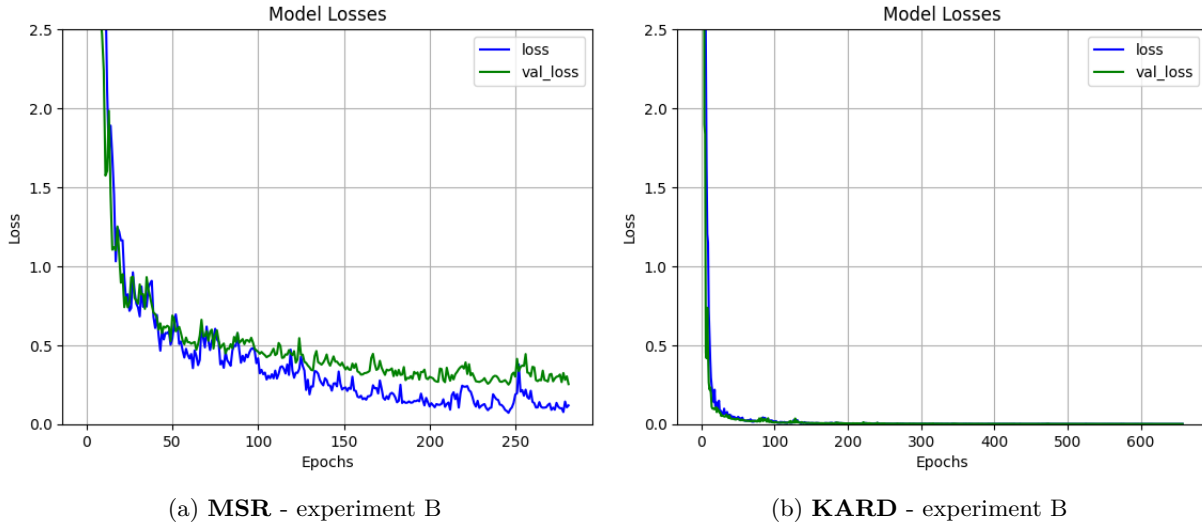 Model Losses
2.5
2.0
1.5
1.0
0.5
0.0
Loss
0
50
100
150
200
250
Epochs
loss
val_loss
(a) MSR - experiment B
Model Losses
2.5
2.0
1.5
1.0
0.5
0.0
Loss
0
100
200
300
400
500
600
Epochs
loss
val_loss
(b) KARD - experiment B